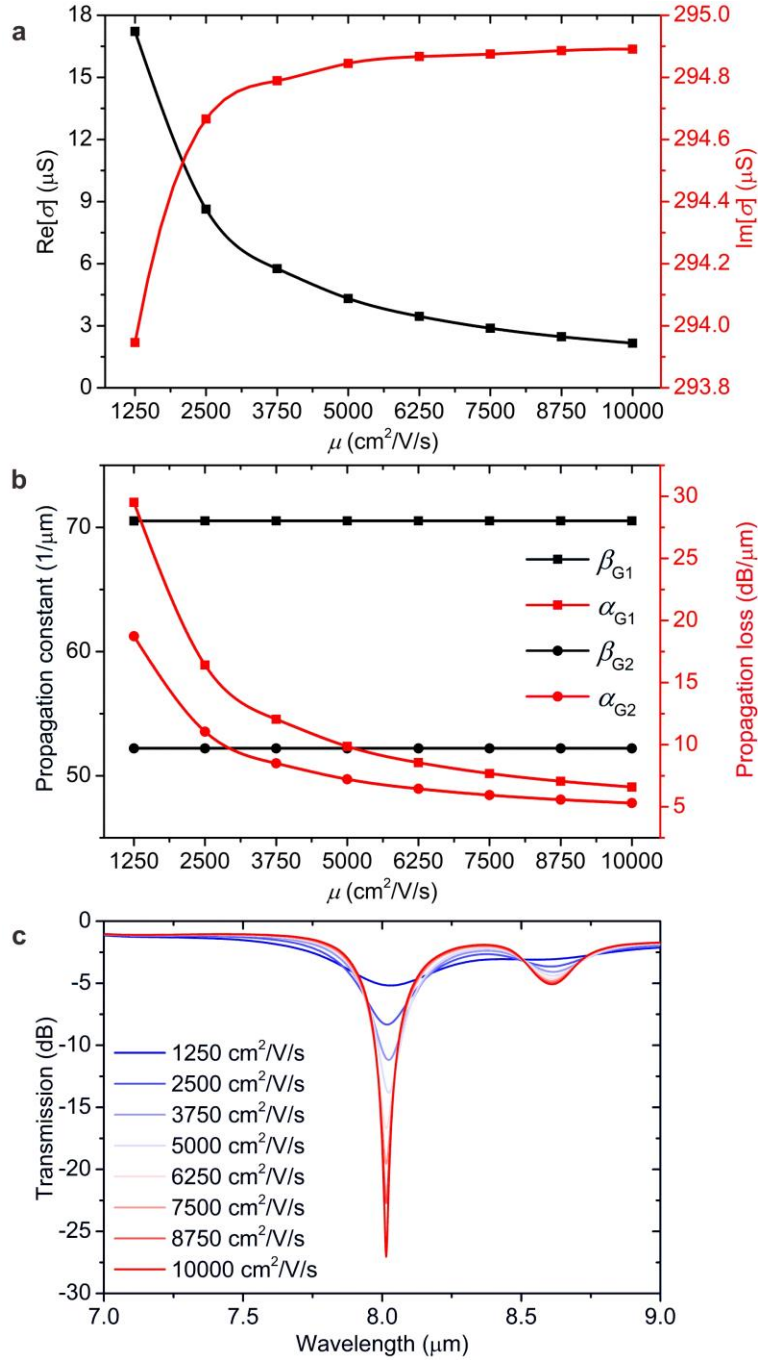 a
18
15
12
9
6
3
0
Re[σ] (μS)
295.0
294.8
294.6
294.4
294.2
294.0
293.8
Im[σ] (μS)
1250 2500 3750 5000 6250 7500 8750 10000
μ (cm²/V/s)
b
70
60
50
Propagation constant (1/μm)
30
25
20
15
10
5
Propagation loss (dB/μm)
β_G1
α_G1
β_G2
α_G2
1250 2500 3750 5000 6250 7500 8750 10000
μ (cm²/V/s)
c
0
-5
-10
-15
-20
-25
-30
Transmission (dB)
1250 cm²/V/s
2500 cm²/V/s
3750 cm²/V/s
5000 cm²/V/s
6250 cm²/V/s
7500 cm²/V/s
8750 cm²/V/s
10000 cm²/V/s
7.0 7.5 8.0 8.5 9.0
Wavelength (μm)